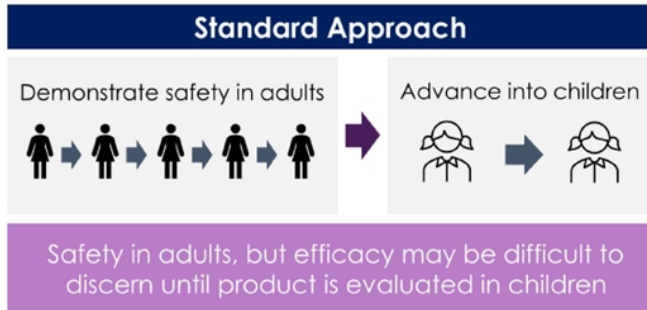 Standard Approach
Demonstrate safety in adults
Advance into children
Safety in adults, but efficacy may be difficult to
discern until product is evaluated in children